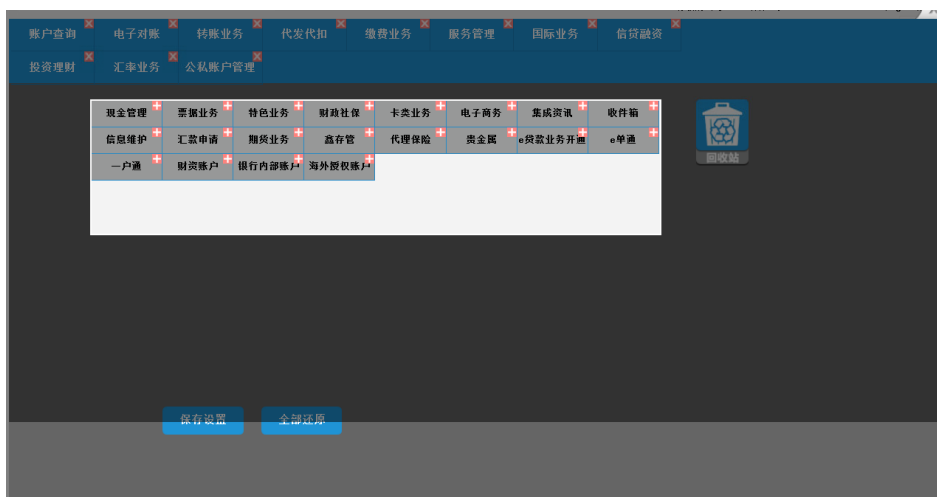 账户查询 电子对账 转账业务 代发代扣 缴费业务 服务管理 国际业务 信贷融资
投资理财 汇率业务 公私账户管理
现金管理 票据业务 特色业务 财政社保 卡类业务 电子商务 集成资讯 收件箱
信息维护 汇款申请 期货业务 鑫存管 代理保险 贵金属 e贷款业务开通 e单通
一户通 财资账户 银行内部账户 海外授权账户
回收站
保存设置 全部还原